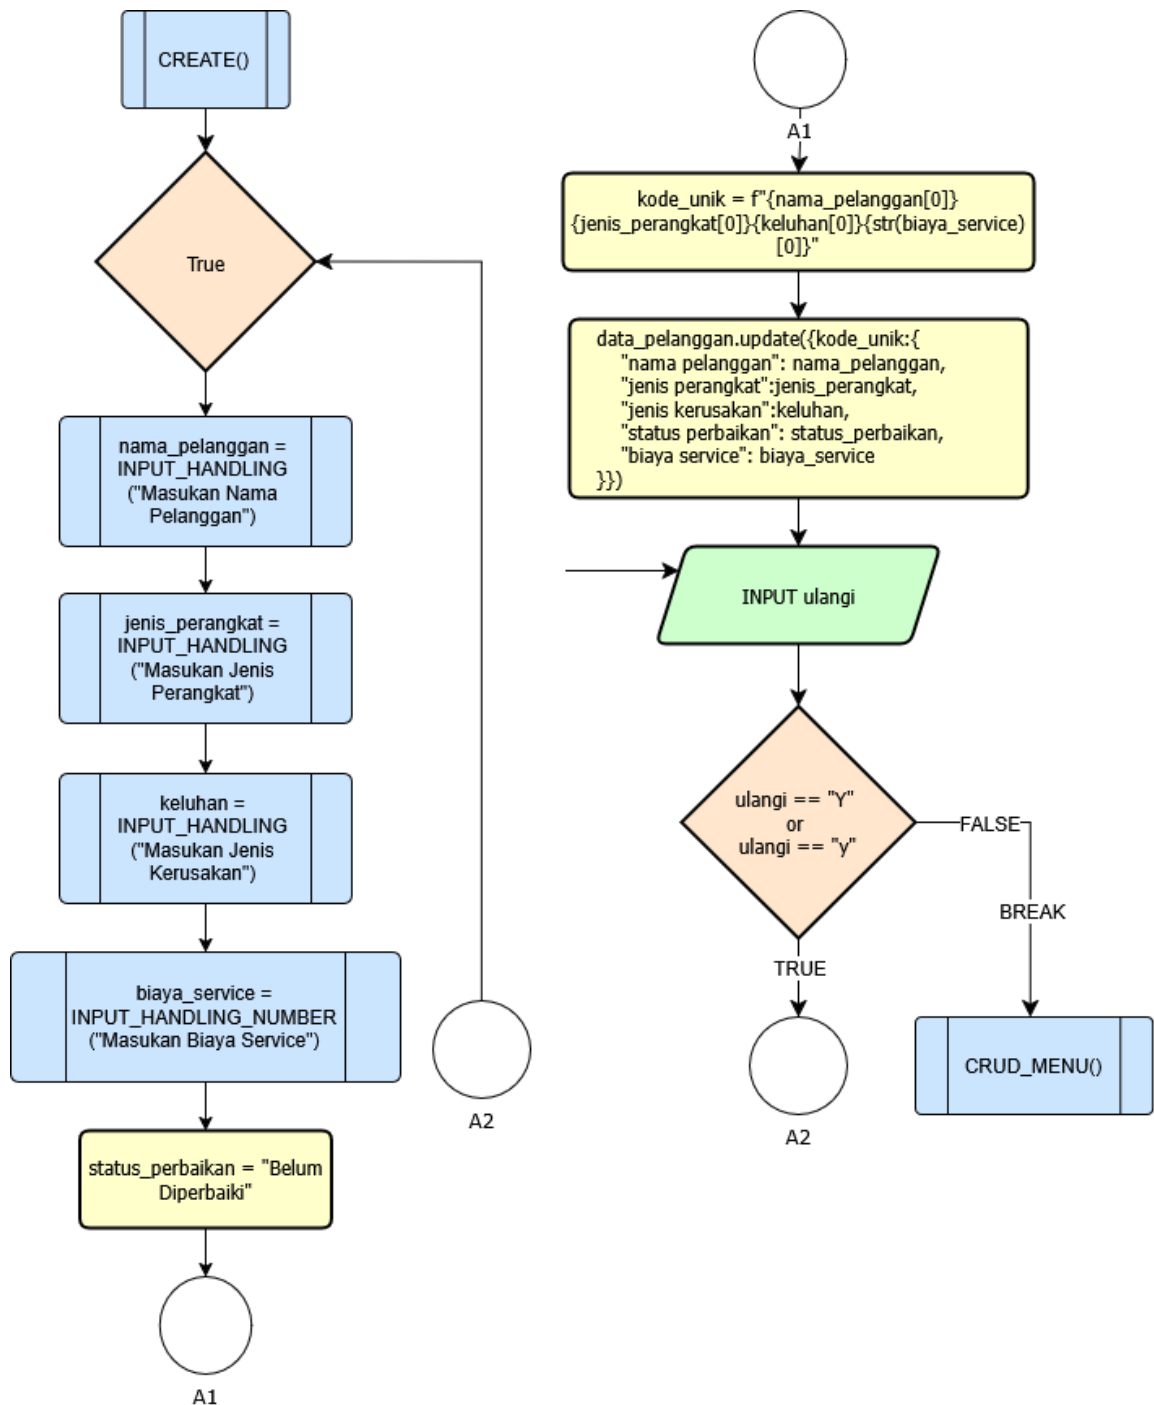 CREATE()
True
nama_pelanggan =
INPUT_HANDLING
("Masukan Nama
Pelanggan")
jenis_perangkat =
INPUT_HANDLING
("Masukan Jenis
Perangkat")
keluhan =
INPUT_HANDLING
("Masukan Jenis
Kerusakan")
biaya_service =
INPUT_HANDLING_NUMBER
("Masukan Biaya Service")
status_perbaikan = "Belum
Diperbaiki"
A1
A2
A1
kode_unik = f"{nama_pelanggan[0]}
{jenis_perangkat[0]}{keluhan[0]}{str(biaya_service)
[0]}"
data_pelanggan.update({kode_unik:{
"nama pelanggan": nama_pelanggan,
"jenis perangkat":jenis_perangkat,
"jenis kerusakan":keluhan,
"status perbaikan": status_perbaikan,
"biaya service": biaya_service
}})
INPUT ulangi
ulangi == "Y"
or
ulangi == "y"
FALSE
BREAK
TRUE
CRUD_MENU()
A2